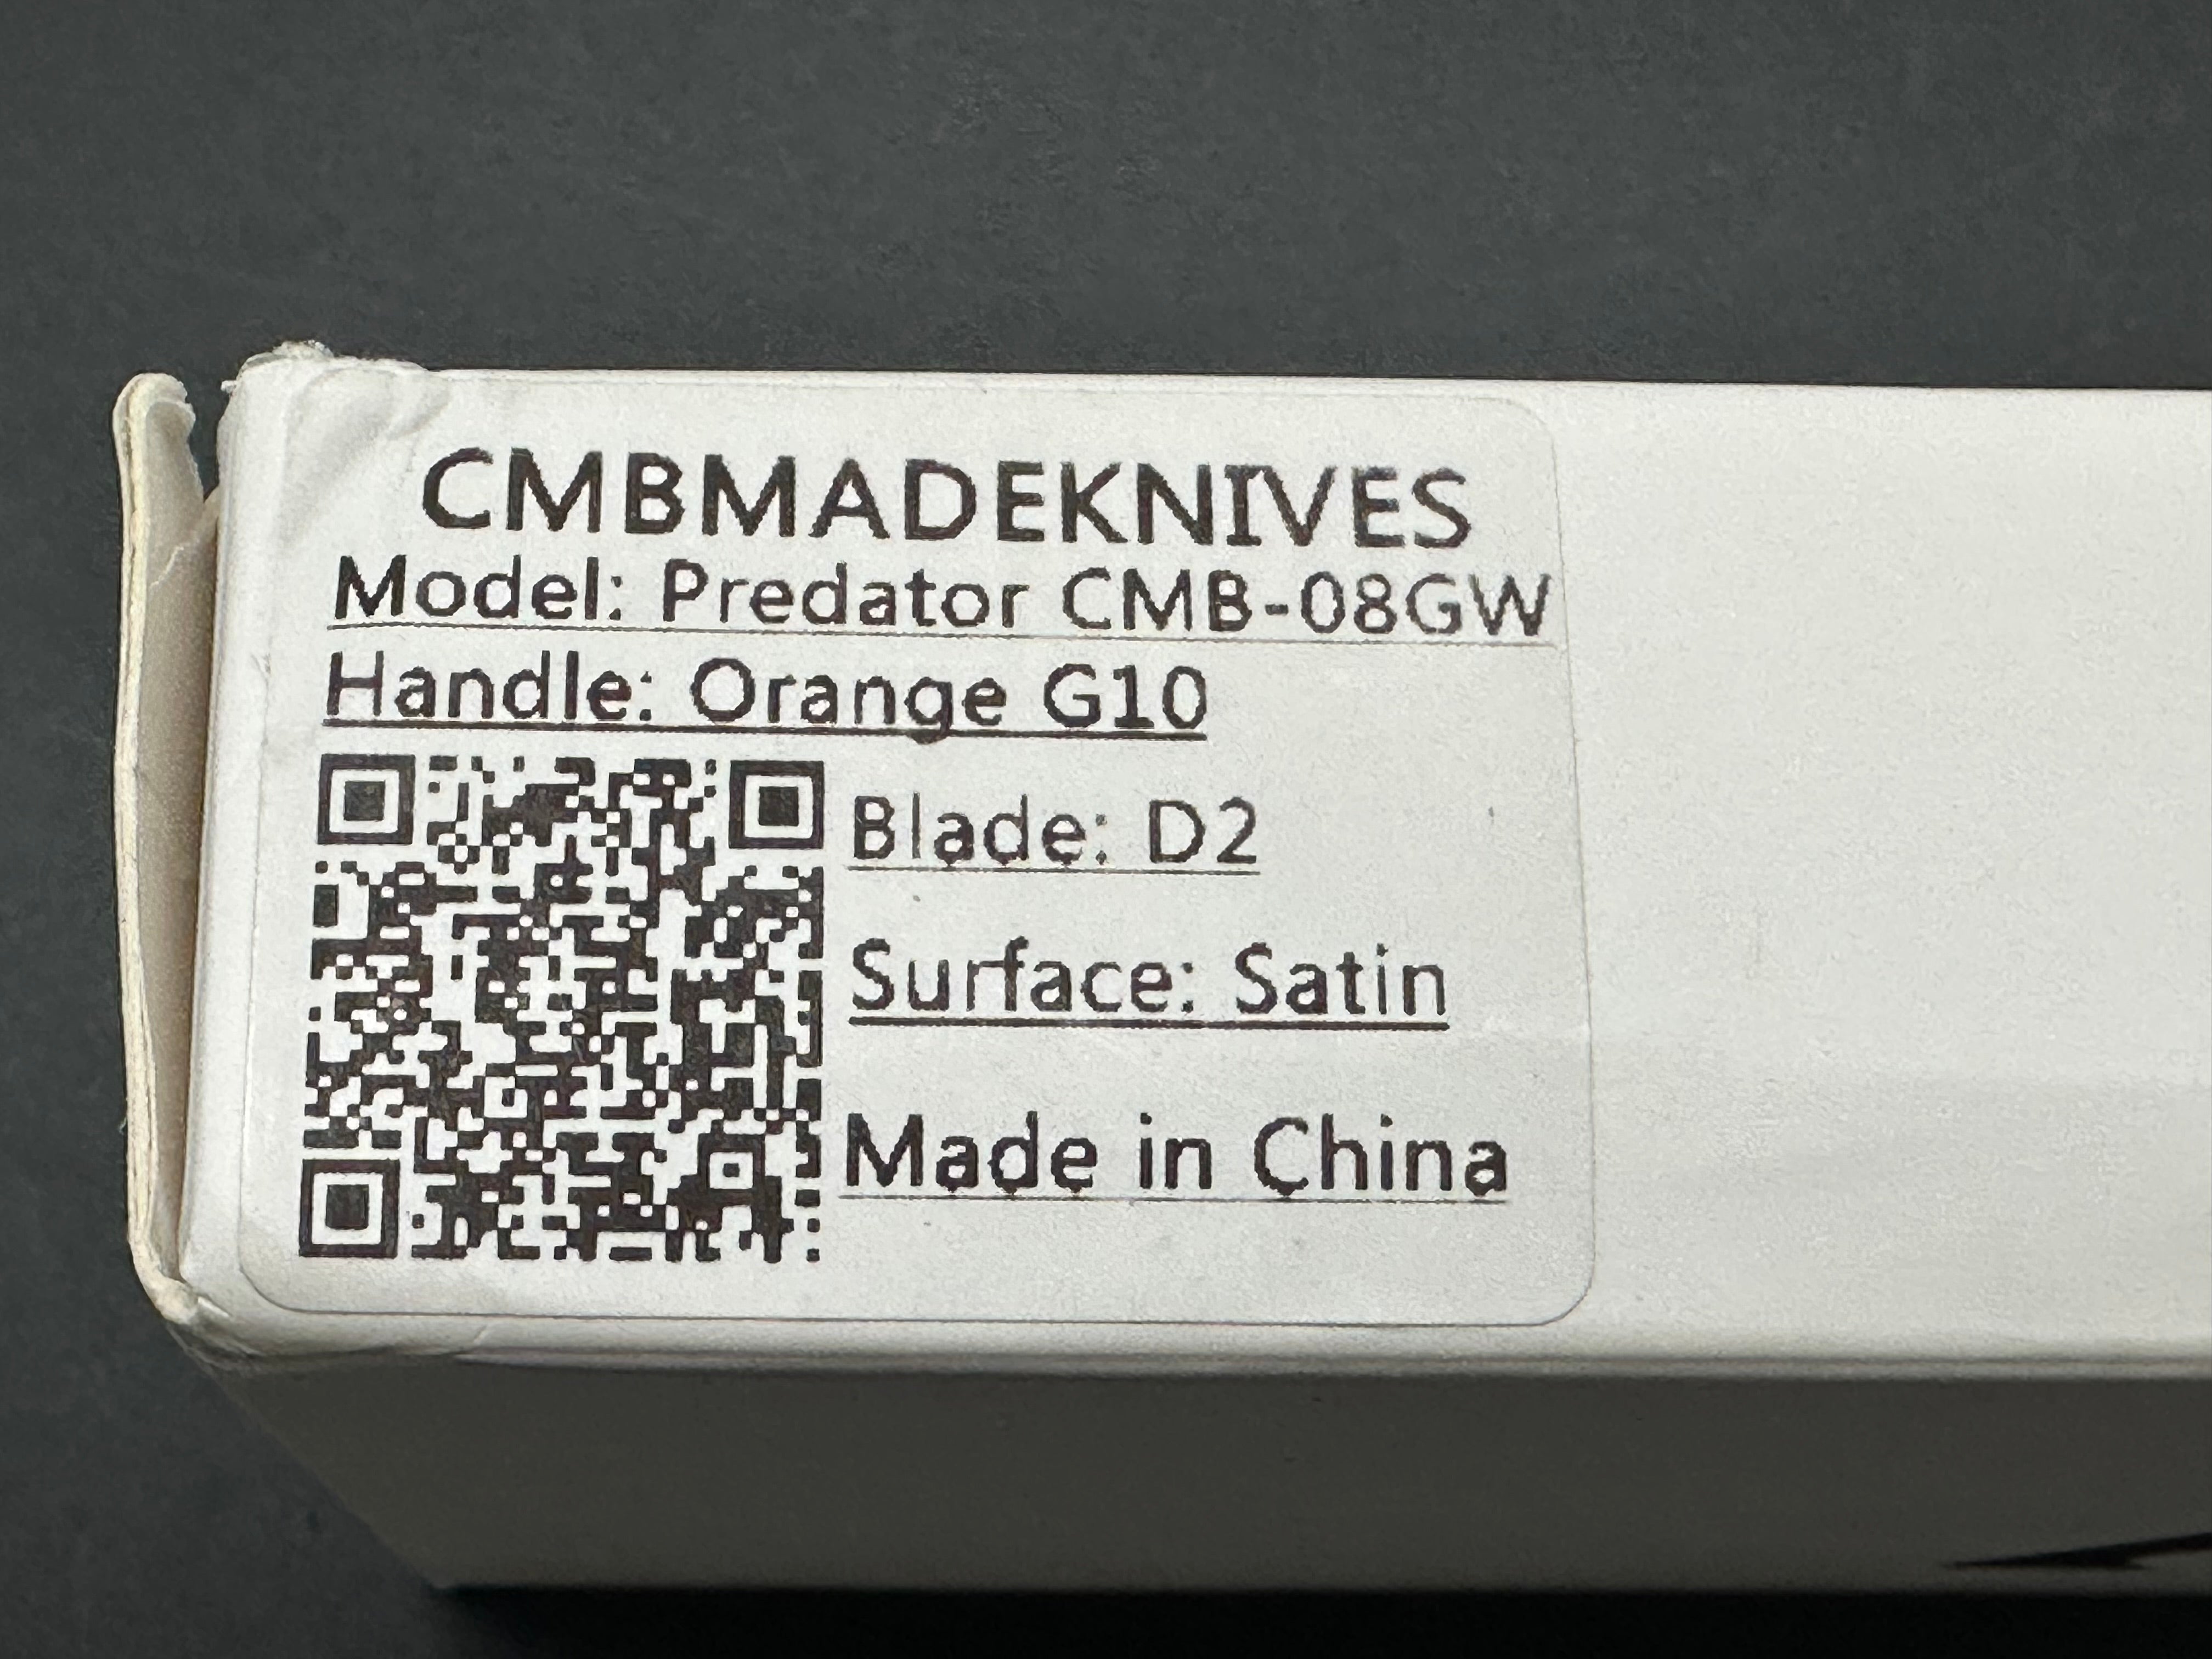 CMBMADEKNIVES
Model: Predator CMB-08GW
Handle: Orange G10
Blade: D2
Surface: Satin
Made in China